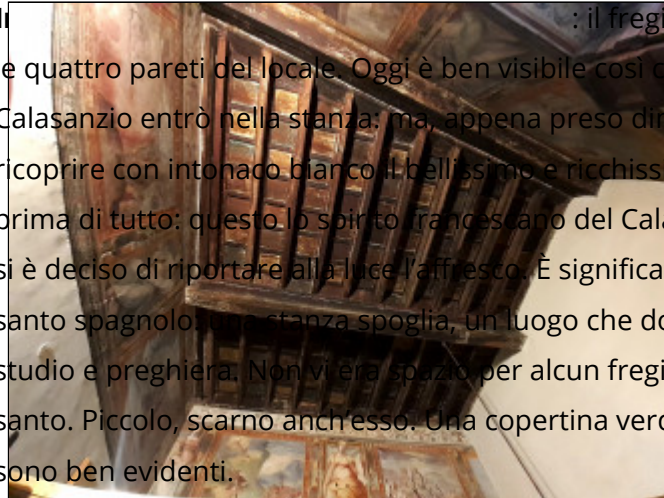 : il fregi
e quattro pareti del locale. Oggi è ben visibile così c
Calasanzio entrò nella stanza: ma, appena preso dim
ricoprire con intonaco bianco il bellissimo e ricchiss
prima di tutto: questo lo spirito francescano del Cala
si è deciso di riportare alla luce l'affresco. È significa
santo spagnolo: una stanza spoglia, un luogo che do
studio e preghiera. Non vi era spazio per alcun fregi
santo. Piccolo, scarno anch'esso. Una copertina verd
sono ben evidenti.